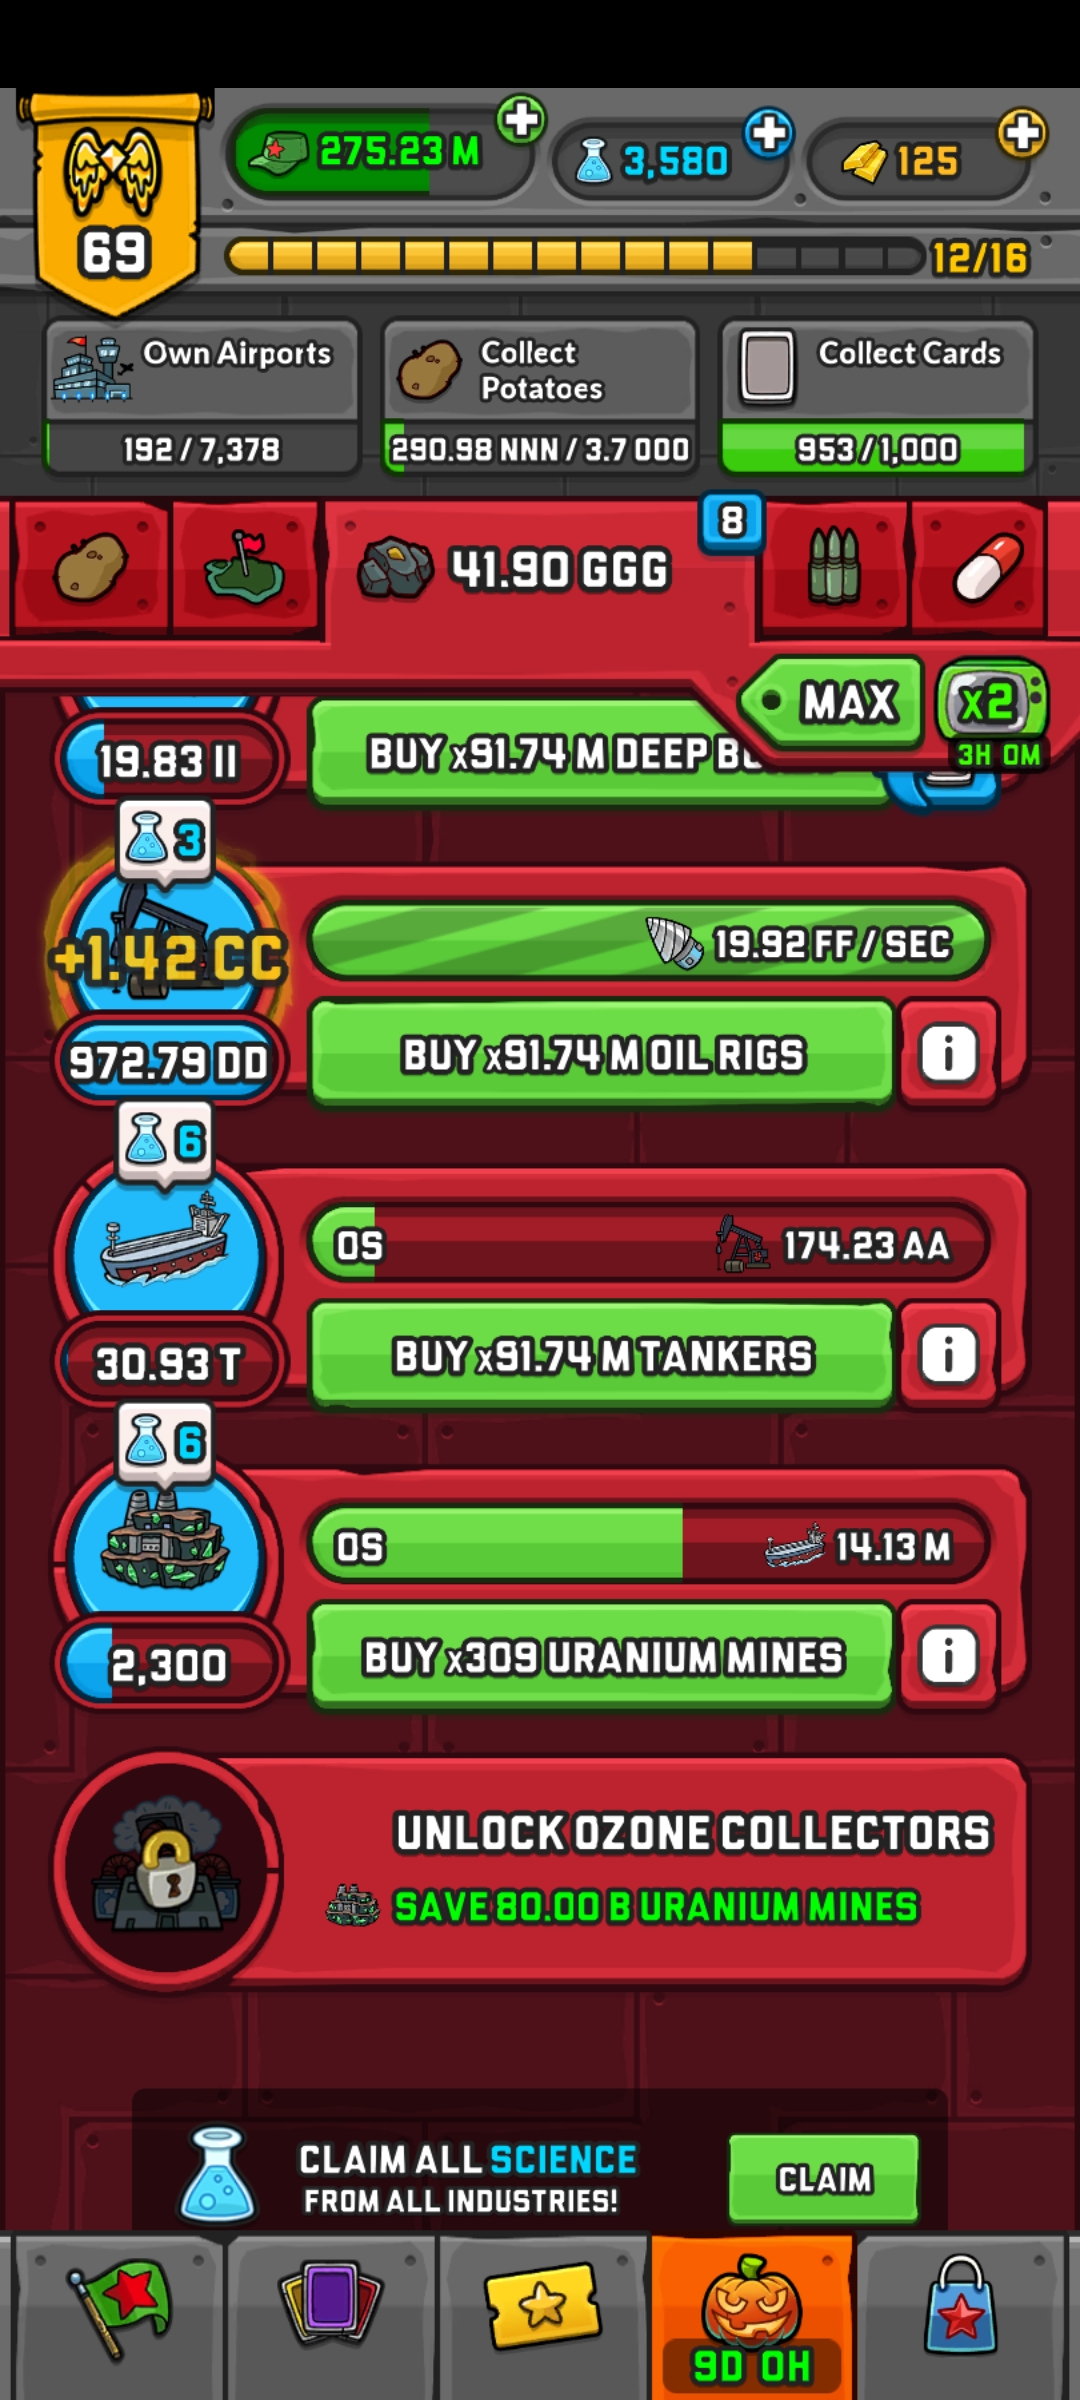 275.23 M
3,580
125
69
12/16
Own Airports
192 / 7,378
Collect
Potatoes
290.98 NNN / 3.7 000
Collect Cards
953 / 1,000
41.90 GGG
8
MAX
x2
3H 0M
19.83 II
BUY x91.74 M DEEP
3
+1.42 CC
19.92 FF / SEC
972.79 DD
BUY x91.74 M OIL RIGS
i
6
0S
174.23 AA
30.93 T
BUY x91.74 M TANKERS
i
6
0S
14.13 M
2,300
BUY x309 URANIUM MINES
i
UNLOCK OZONE COLLECTORS
SAVE 80.00 B URANIUM MINES
CLAIM ALL SCIENCE
FROM ALL INDUSTRIES!
CLAIM
9D 0H